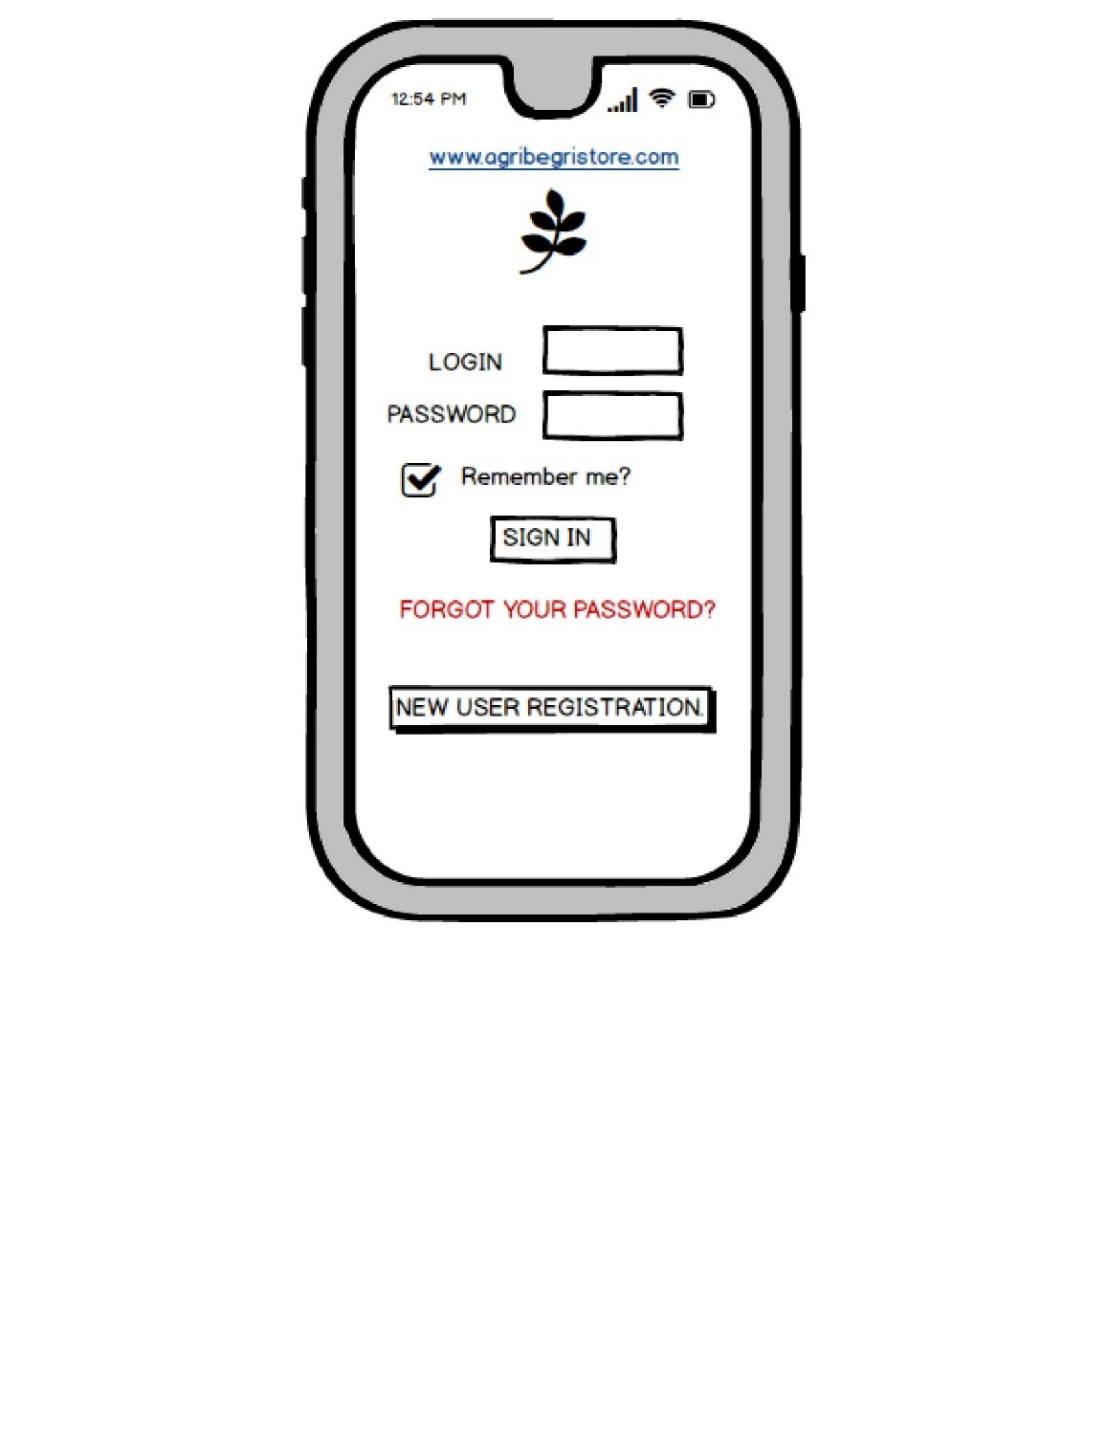 12:54 PM
www.agribegristore.com
LOGIN
PASSWORD
Remember me?
SIGN IN
FORGOT YOUR PASSWORD?
NEW USER REGISTRATION.